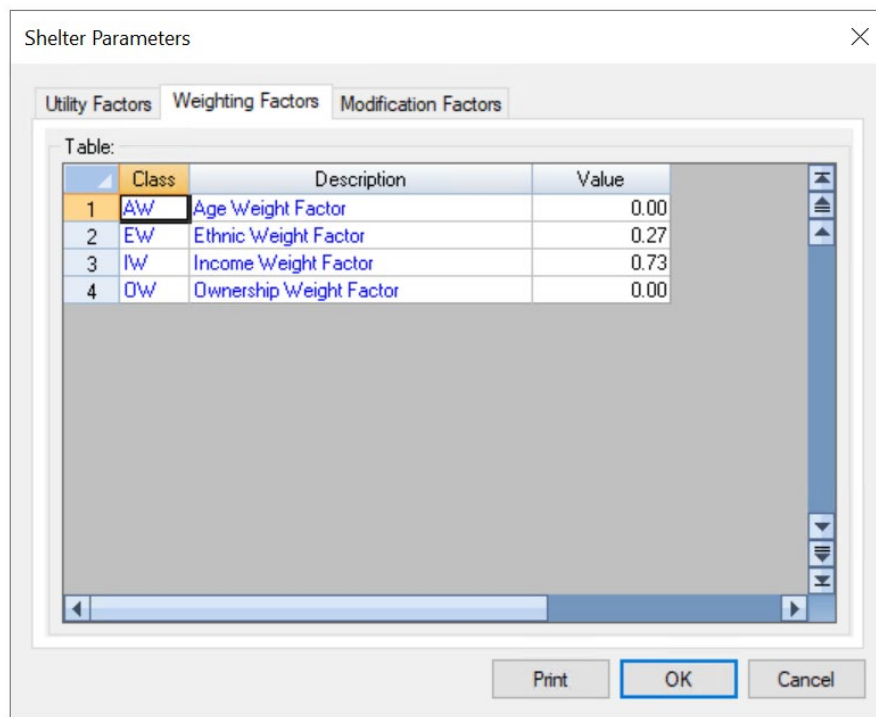 Shelter Parameters
Utility Factors Weighting Factors Modification Factors
Table:
Class Description Value
1 AW Age Weight Factor 0.00
2 EW Ethnic Weight Factor 0.27
3 IW Income Weight Factor 0.73
4 OW Ownership Weight Factor 0.00
Print OK Cancel